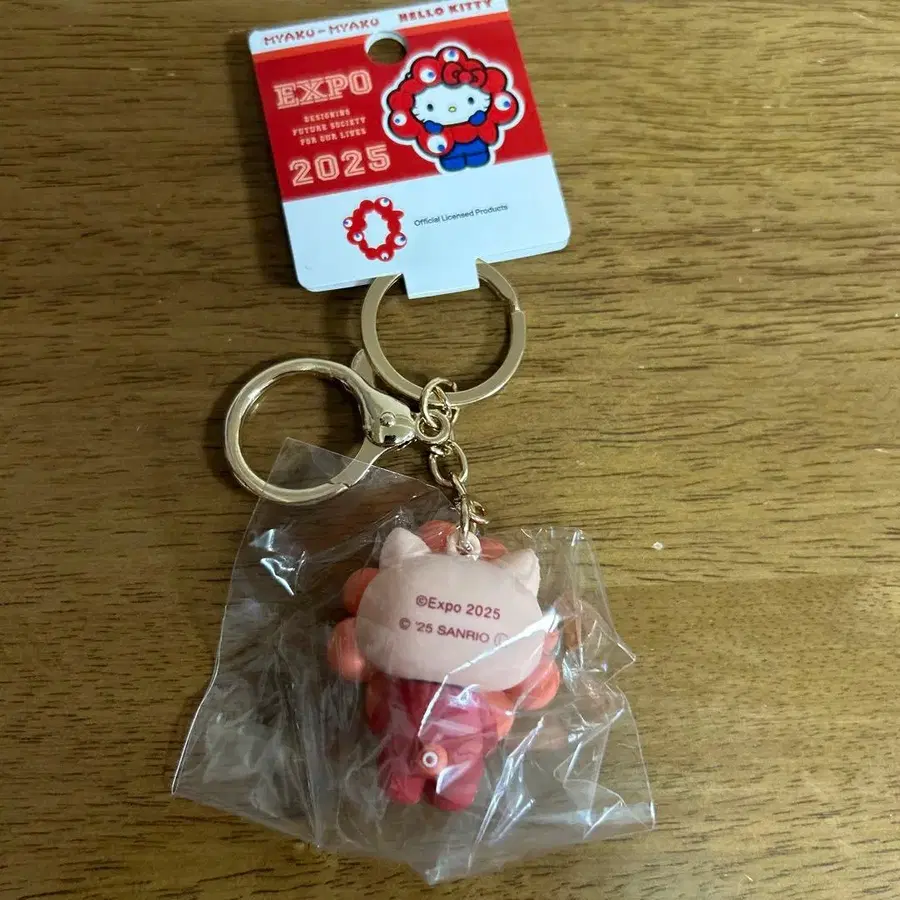 MYAKU-MYAKU HELLO KITTY
EXPO
DESIGNING
FUTURE SOCIETY
FOR OUR LIVES
2025
Official Licensed Products
©Expo 2025
© '25 SANRIO Ⓛ